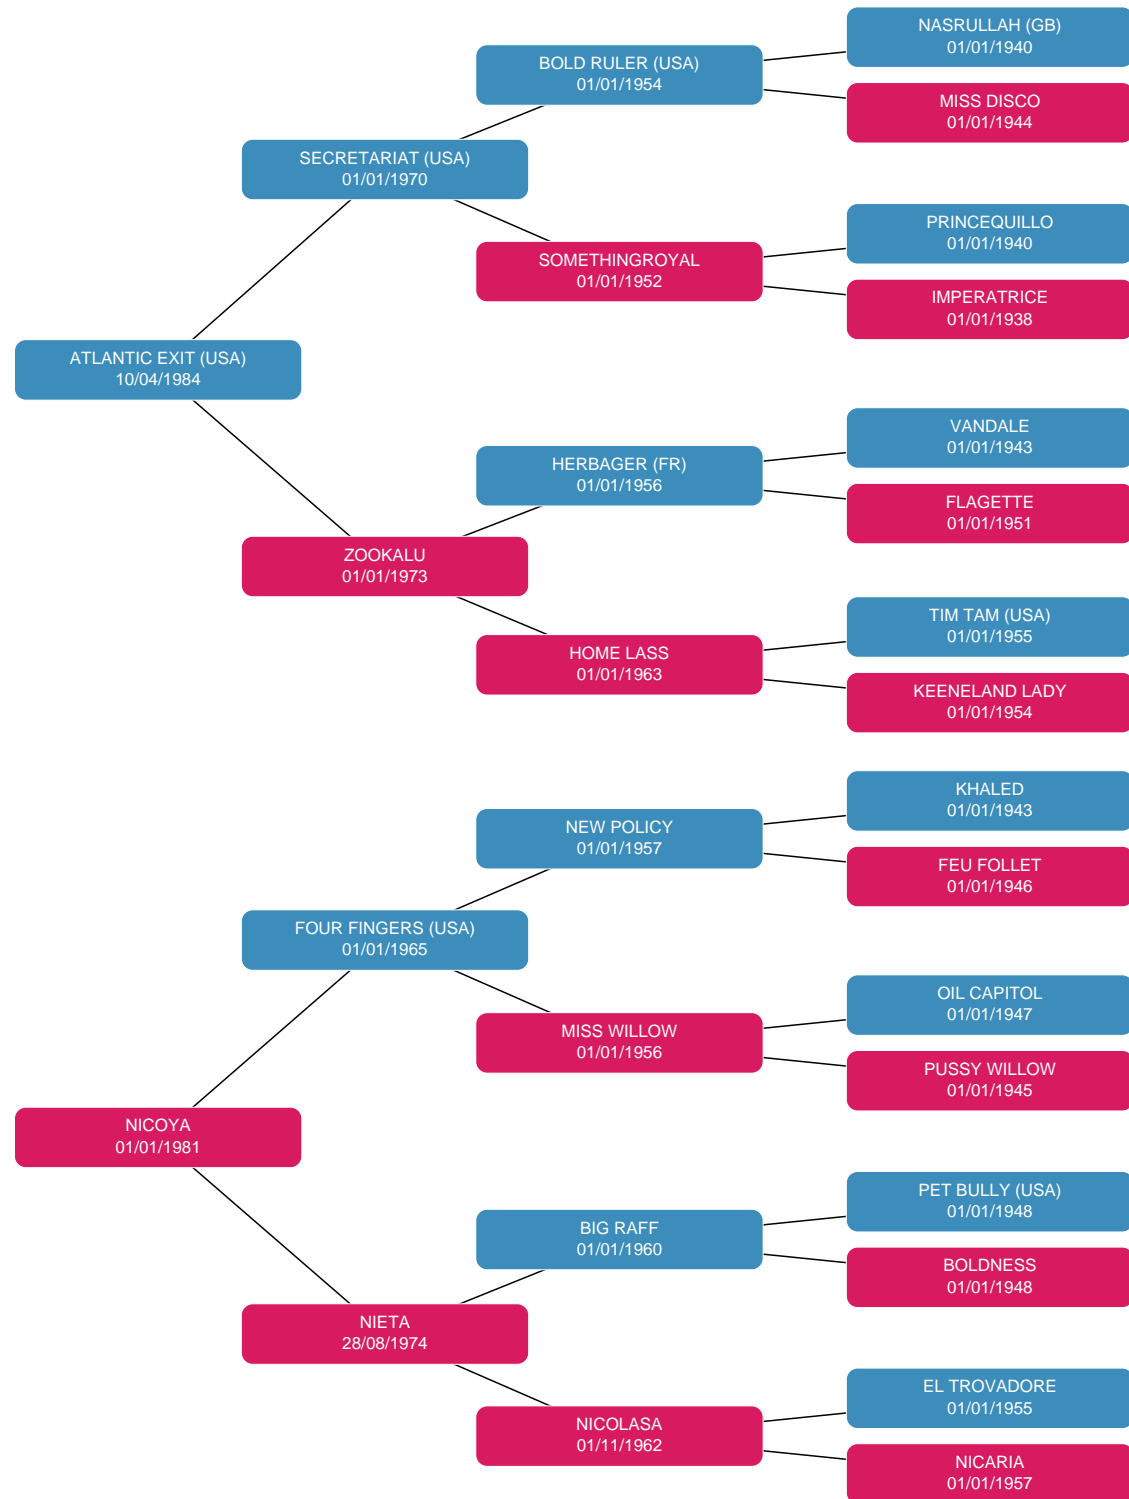 NASRULLAH (GB)
01/01/1940
BOLD RULER (USA)
01/01/1954
MISS DISCO
01/01/1944
SECRETARIAT (USA)
01/01/1970
PRINCEQUILLO
01/01/1940
SOMETHINGROYAL
01/01/1952
IMPERATRICE
01/01/1938
ATLANTIC EXIT (USA)
10/04/1984
VANDALE
01/01/1943
HERBAGER (FR)
01/01/1956
FLAGETTE
01/01/1951
ZOOKALU
01/01/1973
TIM TAM (USA)
01/01/1955
HOME LASS
01/01/1963
KEENELAND LADY
01/01/1954
KHALED
01/01/1943
NEW POLICY
01/01/1957
FEU FOLLET
01/01/1946
FOUR FINGERS (USA)
01/01/1965
OIL CAPITOL
01/01/1947
MISS WILLOW
01/01/1956
PUSSY WILLOW
01/01/1945
NICOYA
01/01/1981
PET BULLY (USA)
01/01/1948
BIG RAFF
01/01/1960
BOLDNESS
01/01/1948
NIETA
28/08/1974
EL TROVADORE
01/01/1955
NICOLASA
01/11/1962
NICARIA
01/01/1957